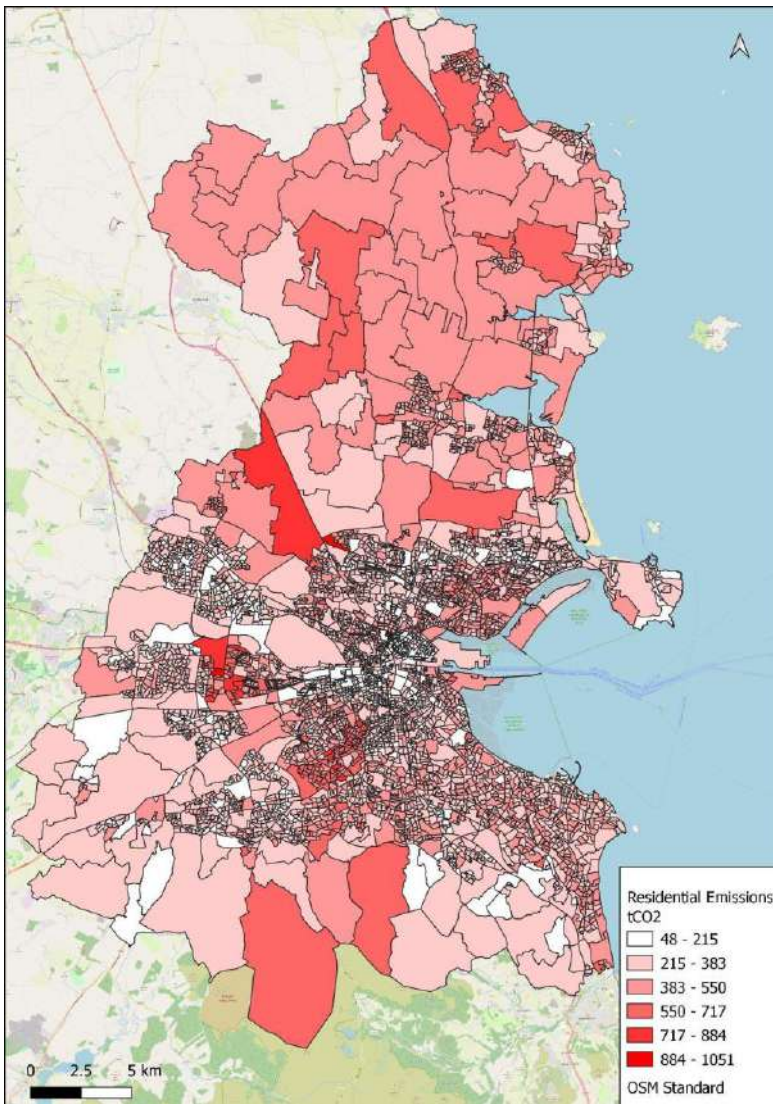 Residential Emissions
tCO2
48 - 215
215 - 383
383 - 550
550 - 717
717 - 884
884 - 1051
OSM Standard
0 2.5 5 km